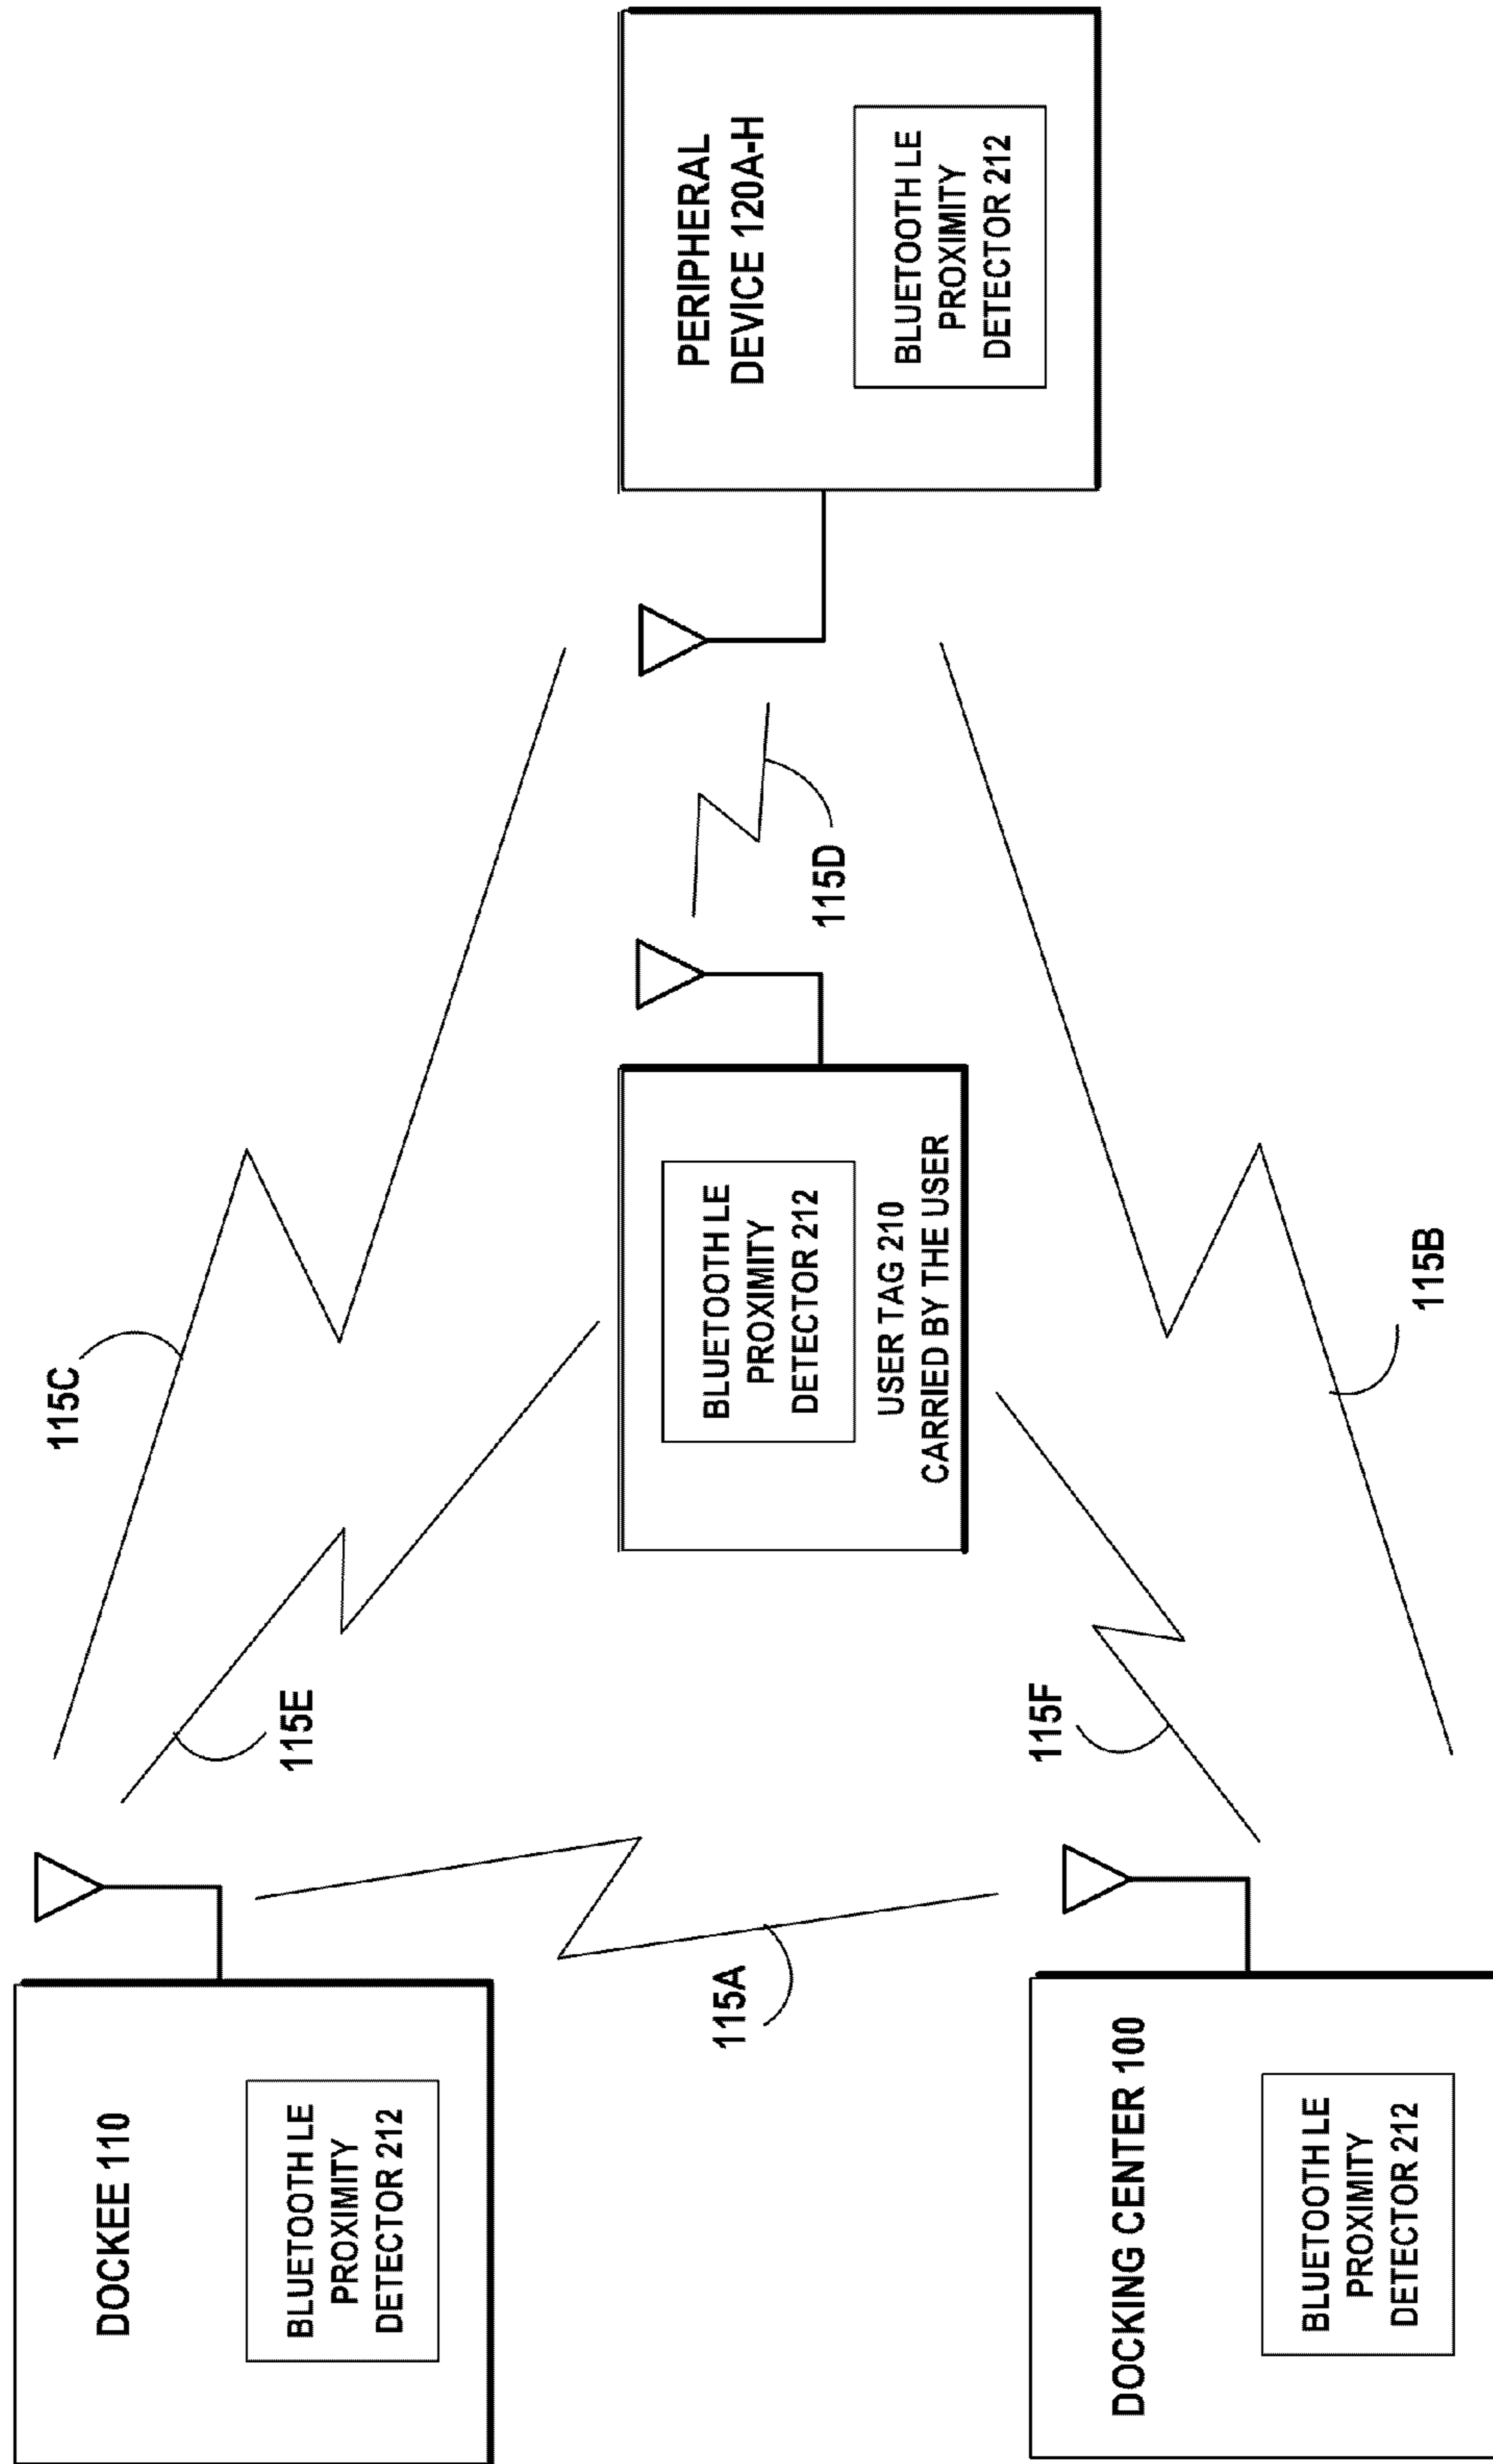 DOCKEE 110
BLUETOOTH LE
PROXIMITY
DETECTOR 212
115C
115E
115A
BLUETOOTH LE
PROXIMITY
DETECTOR 212
USER TAG 210
CARRIED BY THE USER
115D
PERIPHERAL
DEVICE 120A-H
BLUETOOTH LE
PROXIMITY
DETECTOR 212
115F
115B
DOCKING CENTER 100
BLUETOOTH LE
PROXIMITY
DETECTOR 212